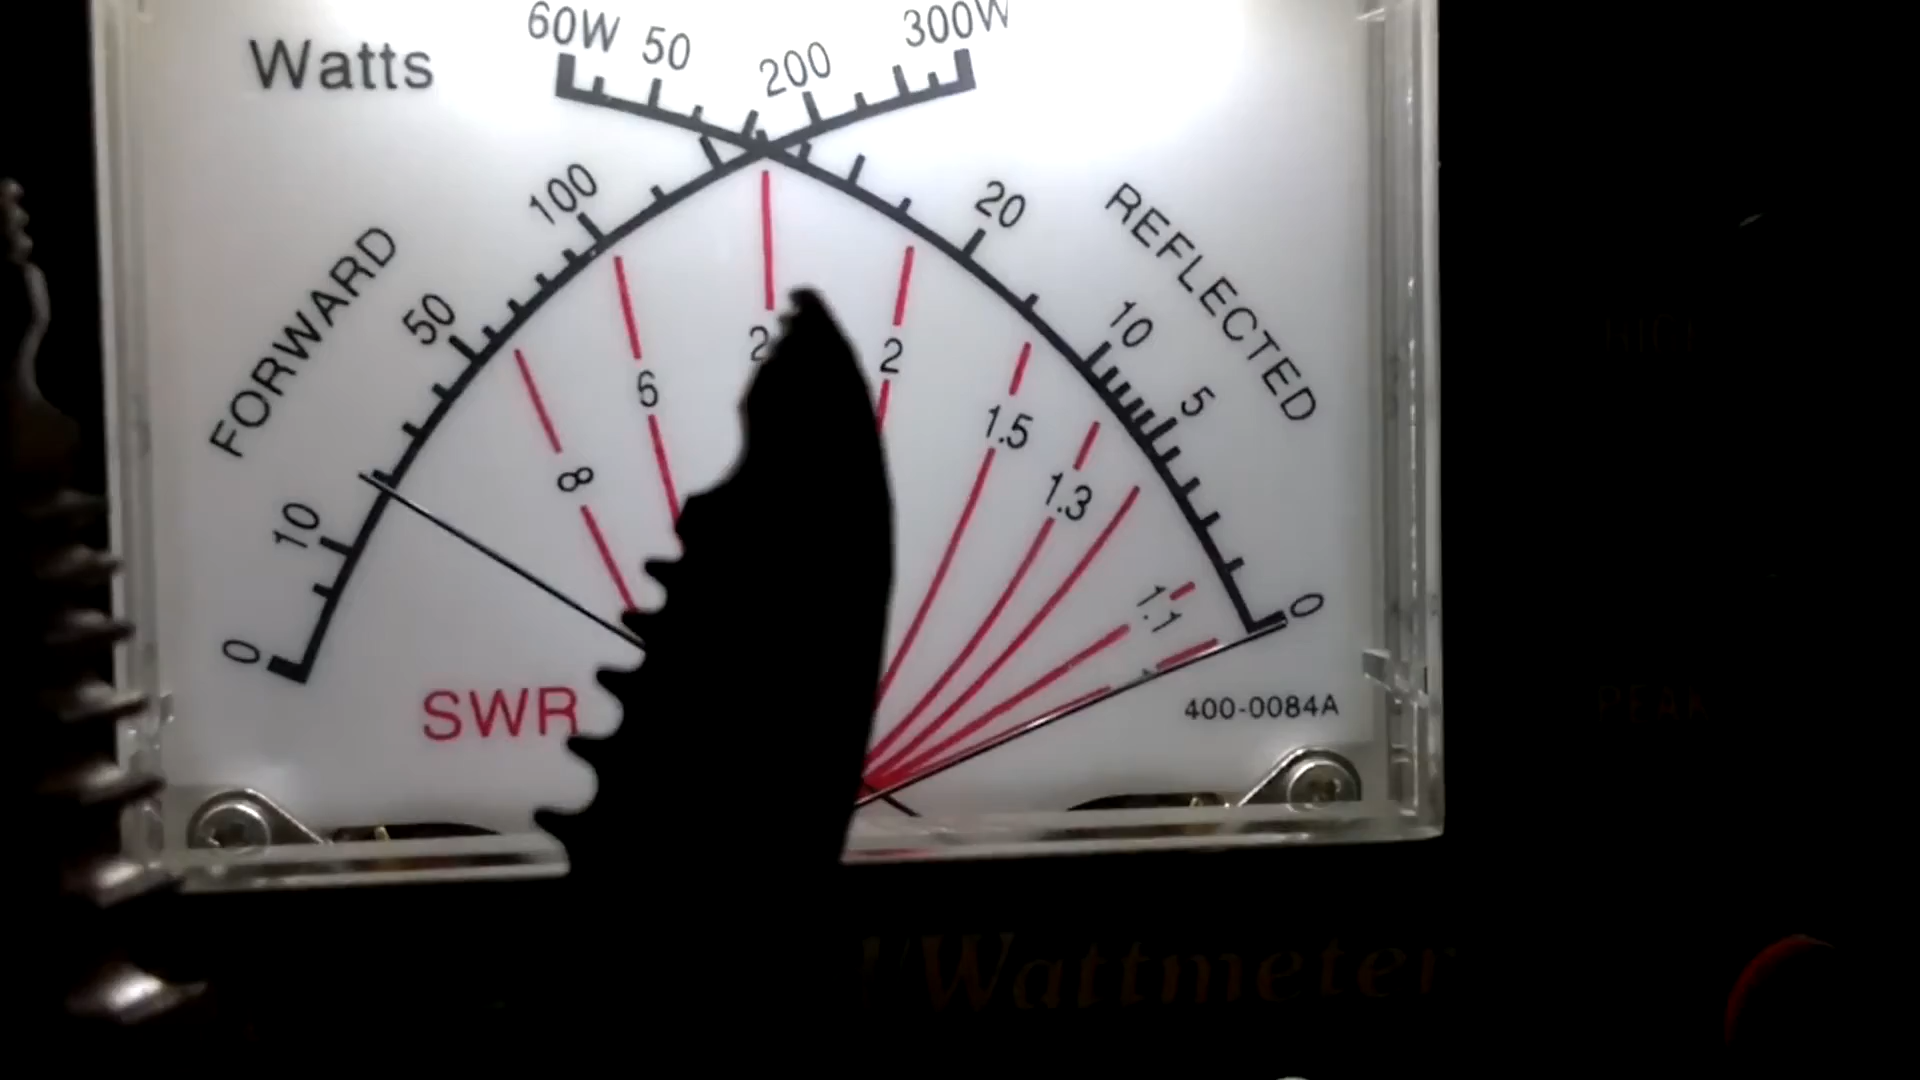 60W 50 200 300W
Watts
FORWARD
0 10 50 100
REFLECTED
20 10 5 0
8 6 2 2 1.5 1.3 1.1
SWR
400-0084A
Wattmeter
PEAK